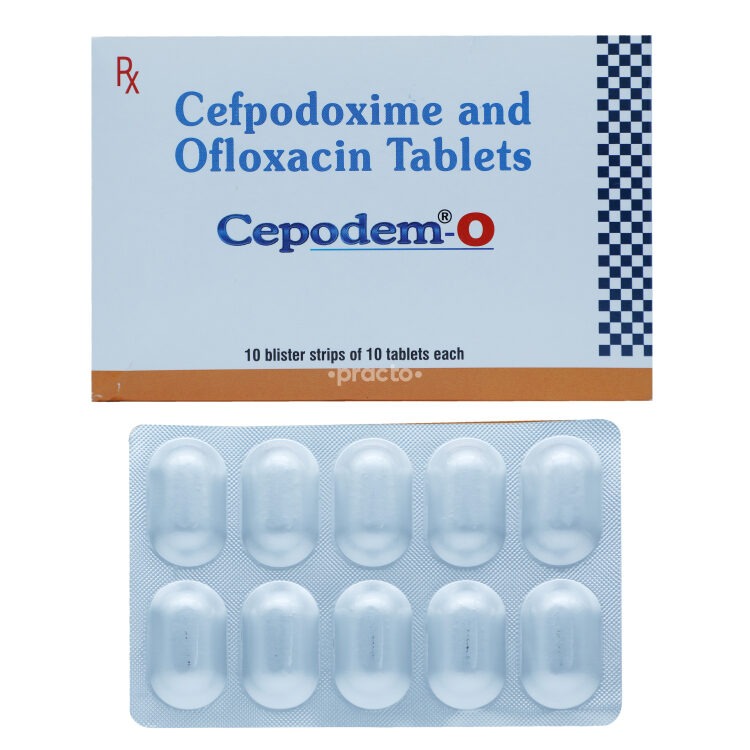 Rx
Cefpodoxime and
Ofloxacin Tablets
Cepodem®-O
10 blister strips of 10 tablets each
•practo•